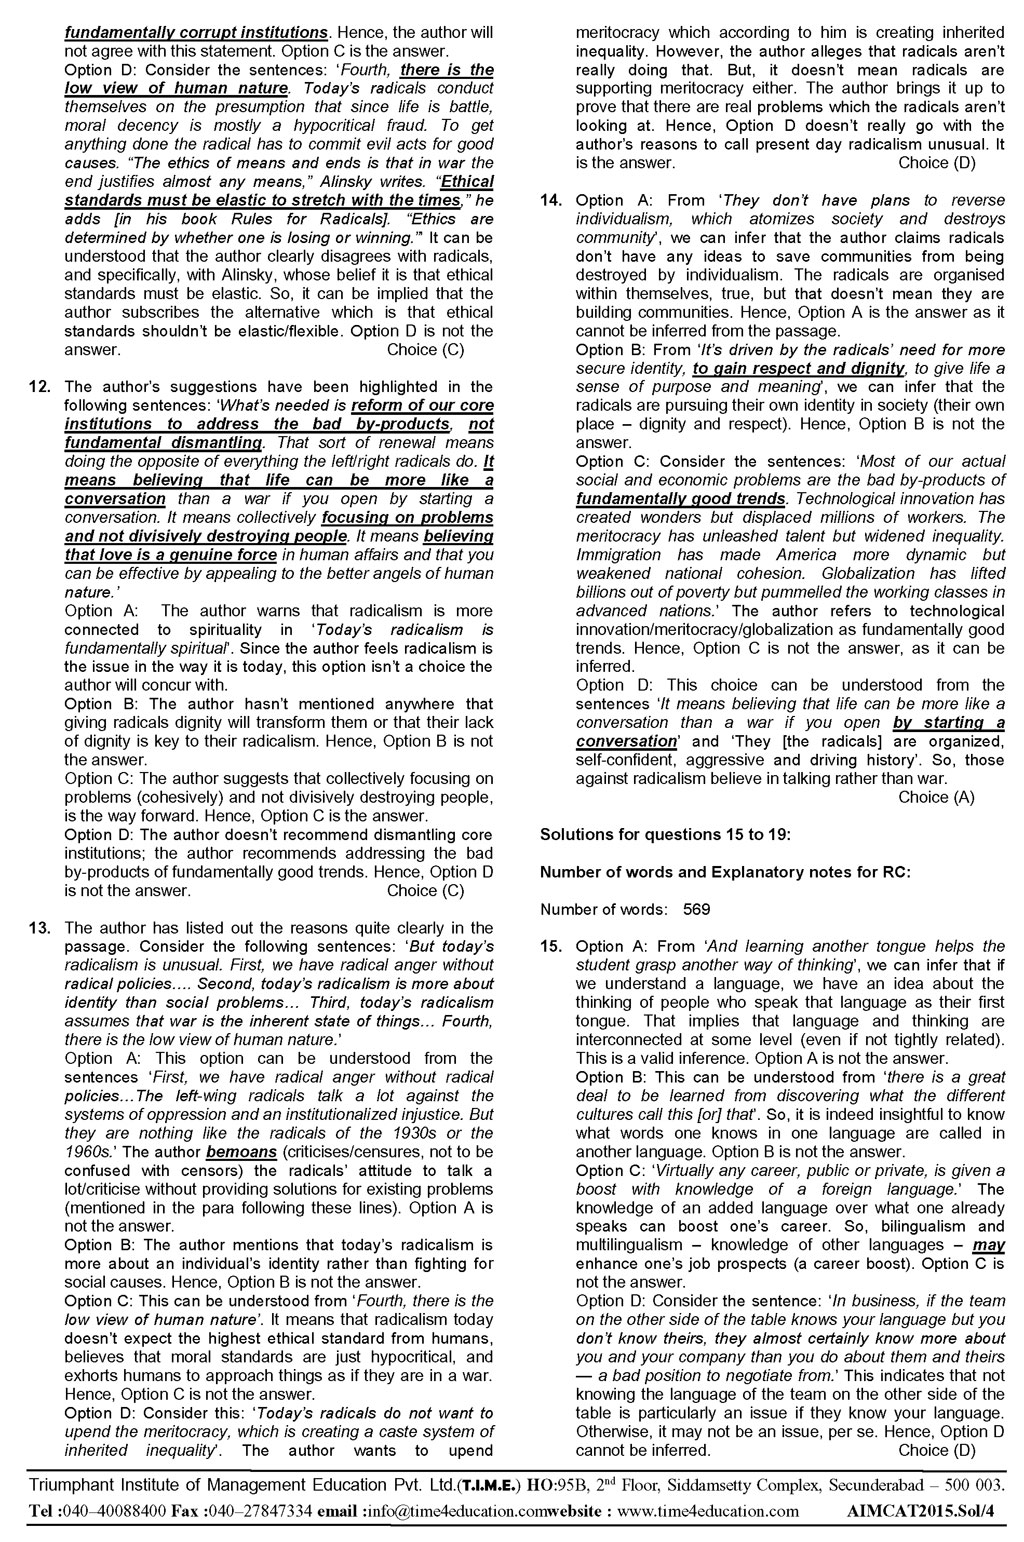 fundamentally corrupt institutions. Hence, the author will
not agree with this statement. Option C is the answer.
Option D: Consider the sentences: ‘Fourth, there is the
low view of human nature. Today’s radicals conduct
themselves on the presumption that since life is battle,
moral decency is mostly a hypocritical fraud. To get
anything done the radical has to commit evil acts for good
causes. “The ethics of means and ends is that in war the
end justifies almost any means,” Alinsky writes. “Ethical
standards must be elastic to stretch with the times,” he
adds [in his book Rules for Radicals]. “Ethics are
determined by whether one is losing or winning.”’ It can be
understood that the author clearly disagrees with radicals,
and specifically, with Alinsky, whose belief it is that ethical
standards must be elastic. So, it can be implied that the
author subscribes the alternative which is that ethical
standards shouldn’t be elastic/flexible. Option D is not the
answer. Choice (C)
12. The author’s suggestions have been highlighted in the
following sentences: ‘What’s needed is reform of our core
institutions to address the bad by-products, not
fundamental dismantling. That sort of renewal means
doing the opposite of everything the left/right radicals do. It
means believing that life can be more like a
conversation than a war if you open by starting a
conversation. It means collectively focusing on problems
and not divisively destroying people. It means believing
that love is a genuine force in human affairs and that you
can be effective by appealing to the better angels of human
nature.’
Option A: The author warns that radicalism is more
connected to spirituality in ‘Today’s radicalism is
fundamentally spiritual’. Since the author feels radicalism is
the issue in the way it is today, this option isn’t a choice the
author will concur with.
Option B: The author hasn’t mentioned anywhere that
giving radicals dignity will transform them or that their lack
of dignity is key to their radicalism. Hence, Option B is not
the answer.
Option C: The author suggests that collectively focusing on
problems (cohesively) and not divisively destroying people,
is the way forward. Hence, Option C is the answer.
Option D: The author doesn’t recommend dismantling core
institutions; the author recommends addressing the bad
by-products of fundamentally good trends. Hence, Option D
is not the answer. Choice (C)
13. The author has listed out the reasons quite clearly in the
passage. Consider the following sentences: ‘But today’s
radicalism is unusual. First, we have radical anger without
radical policies…. Second, today’s radicalism is more about
identity than social problems… Third, today’s radicalism
assumes that war is the inherent state of things… Fourth,
there is the low view of human nature.’
Option A: This option can be understood from the
sentences ‘First, we have radical anger without radical
policies…The left-wing radicals talk a lot against the
systems of oppression and an institutionalized injustice. But
they are nothing like the radicals of the 1930s or the
1960s.’ The author bemoans (criticises/censures, not to be
confused with censors) the radicals’ attitude to talk a
lot/criticise without providing solutions for existing problems
(mentioned in the para following these lines). Option A is
not the answer.
Option B: The author mentions that today’s radicalism is
more about an individual’s identity rather than fighting for
social causes. Hence, Option B is not the answer.
Option C: This can be understood from ‘Fourth, there is the
low view of human nature’. It means that radicalism today
doesn’t expect the highest ethical standard from humans,
believes that moral standards are just hypocritical, and
exhorts humans to approach things as if they are in a war.
Hence, Option C is not the answer.
Option D: Consider this: ‘Today’s radicals do not want to
upend the meritocracy, which is creating a caste system of
inherited inequality’. The author wants to upend
meritocracy which according to him is creating inherited
inequality. However, the author alleges that radicals aren’t
really doing that. But, it doesn’t mean radicals are
supporting meritocracy either. The author brings it up to
prove that there are real problems which the radicals aren’t
looking at. Hence, Option D doesn’t really go with the
author’s reasons to call present day radicalism unusual. It
is the answer. Choice (D)
14. Option A: From ‘They don’t have plans to reverse
individualism, which atomizes society and destroys
community’, we can infer that the author claims radicals
don’t have any ideas to save communities from being
destroyed by individualism. The radicals are organised
within themselves, true, but that doesn’t mean they are
building communities. Hence, Option A is the answer as it
cannot be inferred from the passage.
Option B: From ‘It’s driven by the radicals’ need for more
secure identity, to gain respect and dignity, to give life a
sense of purpose and meaning’, we can infer that the
radicals are pursuing their own identity in society (their own
place – dignity and respect). Hence, Option B is not the
answer.
Option C: Consider the sentences: ‘Most of our actual
social and economic problems are the bad by-products of
fundamentally good trends. Technological innovation has
created wonders but displaced millions of workers. The
meritocracy has unleashed talent but widened inequality.
Immigration has made America more dynamic but
weakened national cohesion. Globalization has lifted
billions out of poverty but pummelled the working classes in
advanced nations.’ The author refers to technological
innovation/meritocracy/globalization as fundamentally good
trends. Hence, Option C is not the answer, as it can be
inferred.
Option D: This choice can be understood from the
sentences ‘It means believing that life can be more like a
conversation than a war if you open by starting a
conversation’ and ‘They [the radicals] are organized,
self-confident, aggressive and driving history’. So, those
against radicalism believe in talking rather than war.
Choice (A)
Solutions for questions 15 to 19:
Number of words and Explanatory notes for RC:
Number of words: 569
15. Option A: From ‘And learning another tongue helps the
student grasp another way of thinking’, we can infer that if
we understand a language, we have an idea about the
thinking of people who speak that language as their first
tongue. That implies that language and thinking are
interconnected at some level (even if not tightly related).
This is a valid inference. Option A is not the answer.
Option B: This can be understood from ‘there is a great
deal to be learned from discovering what the different
cultures call this [or] that’. So, it is indeed insightful to know
what words one knows in one language are called in
another language. Option B is not the answer.
Option C: ‘Virtually any career, public or private, is given a
boost with knowledge of a foreign language.’ The
knowledge of an added language over what one already
speaks can boost one’s career. So, bilingualism and
multilingualism – knowledge of other languages – may
enhance one’s job prospects (a career boost). Option C is
not the answer.
Option D: Consider the sentence: ‘In business, if the team
on the other side of the table knows your language but you
don’t know theirs, they almost certainly know more about
you and your company than you do about them and theirs
— a bad position to negotiate from.’ This indicates that not
knowing the language of the team on the other side of the
table is particularly an issue if they know your language.
Otherwise, it may not be an issue, per se. Hence, Option D
cannot be inferred. Choice (D)
Triumphant Institute of Management Education Pvt. Ltd.(T.I.M.E.) HO:95B, 2nd Floor, Siddamsetty Complex, Secunderabad – 500 003.
Tel :040–40088400 Fax :040–27847334 email :info@time4education.comwebsite : www.time4education.com AIMCAT2015.Sol/4